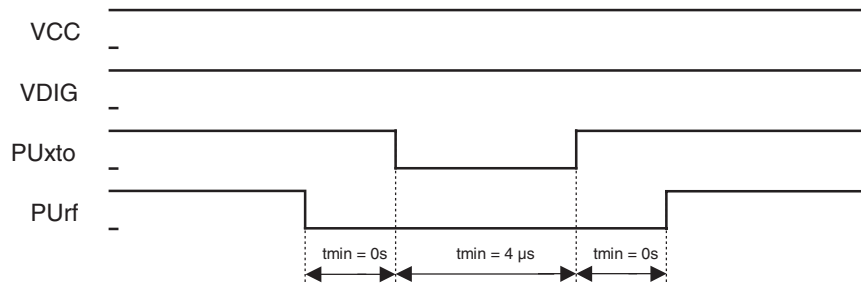 VCC
VDIG
PUxto
PUrf
tmin = 0s tmin = 4 µs tmin = 0s